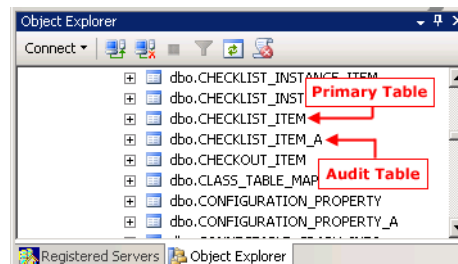 Object Explorer
Connect
dbo.CHECKLIST_INSTANCE_ITEM
dbo.CHECKLIST_INST
Primary Table
dbo.CHECKLIST_ITEM
dbo.CHECKLIST_ITEM_A
dbo.CHECKOUT_ITEM
dbo.CLASS_TABLE_MAP
Audit Table
dbo.CONFIGURATION_PROPERTY
dbo.CONFIGURATION_PROPERTY_A
Registered Servers
Object Explorer